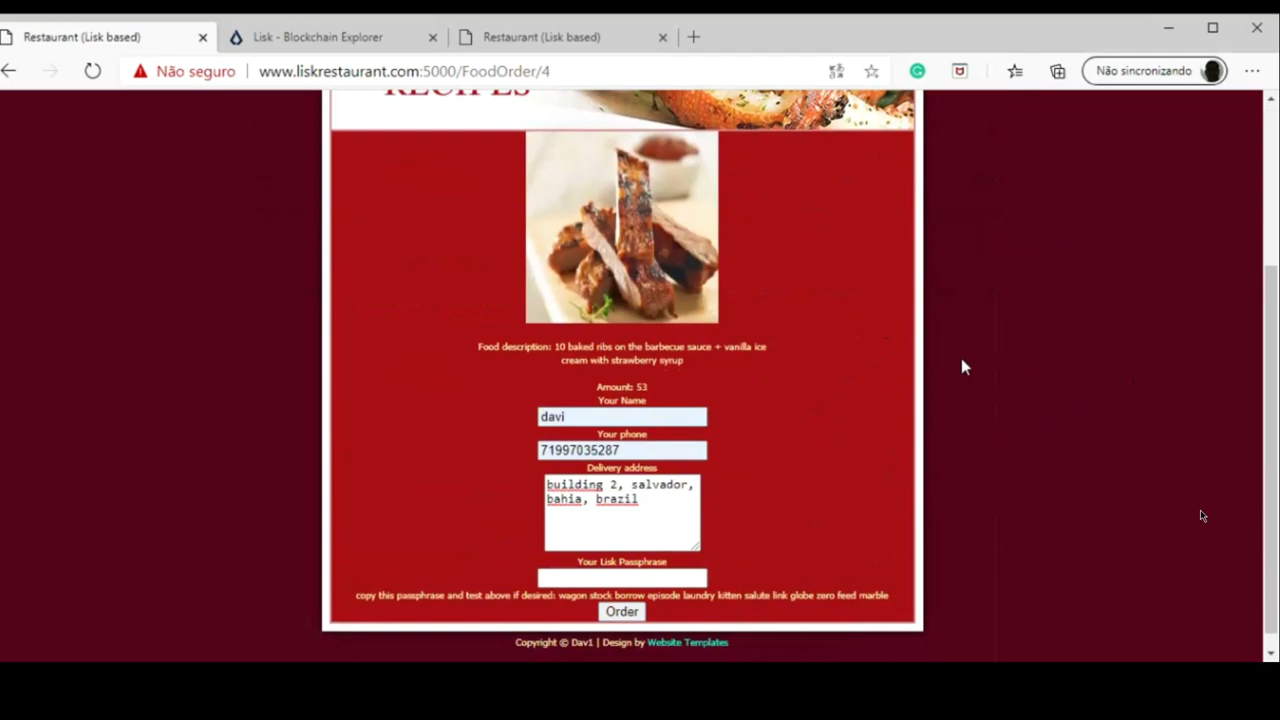 Restaurant (Lisk based)
Lisk - Blockchain Explorer
Restaurant (Lisk based)
Não seguro
www.liskrestaurant.com:5000/FoodOrder/4
Não sincronizando
RECIPES
Food description: 10 baked ribs on the barbecue sauce + vanilla ice
cream with strawberry syrup
Amount: 53
Your Name
davi
Your phone
71997035287
Delivery address
building 2, salvador,
bahia, brazil
Your Lisk Passphrase
copy this passphrase and test above if desired: wagon stock borrow episode laundry kitten salute link globe zero feed marble
Order
Copyright © Dav1 | Design by Website Templates